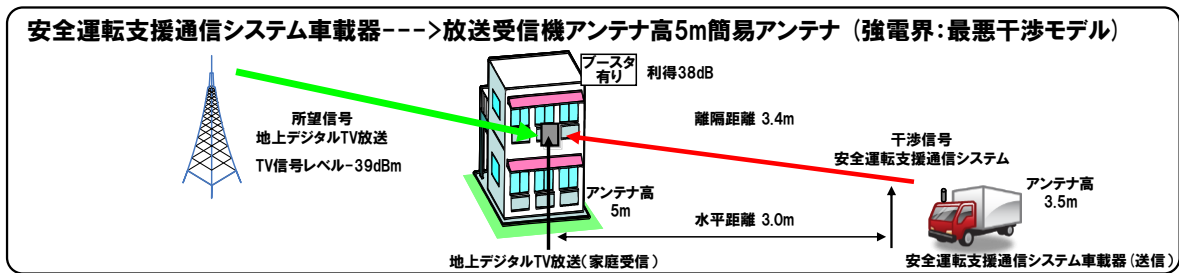 安全運転支援通信システム車載器--->放送受信機アンテナ高5m簡易アンテナ (強電界:最悪干渉モデル)
ブースタ
有り
利得38dB
所望信号
地上デジタルTV放送
TV信号レベル-39dBm
離隔距離 3.4m
干渉信号
安全運転支援通信システム
アンテナ高
5m
アンテナ高
3.5m
水平距離 3.0m
地上デジタルTV放送(家庭受信)
安全運転支援通信システム車載器(送信)